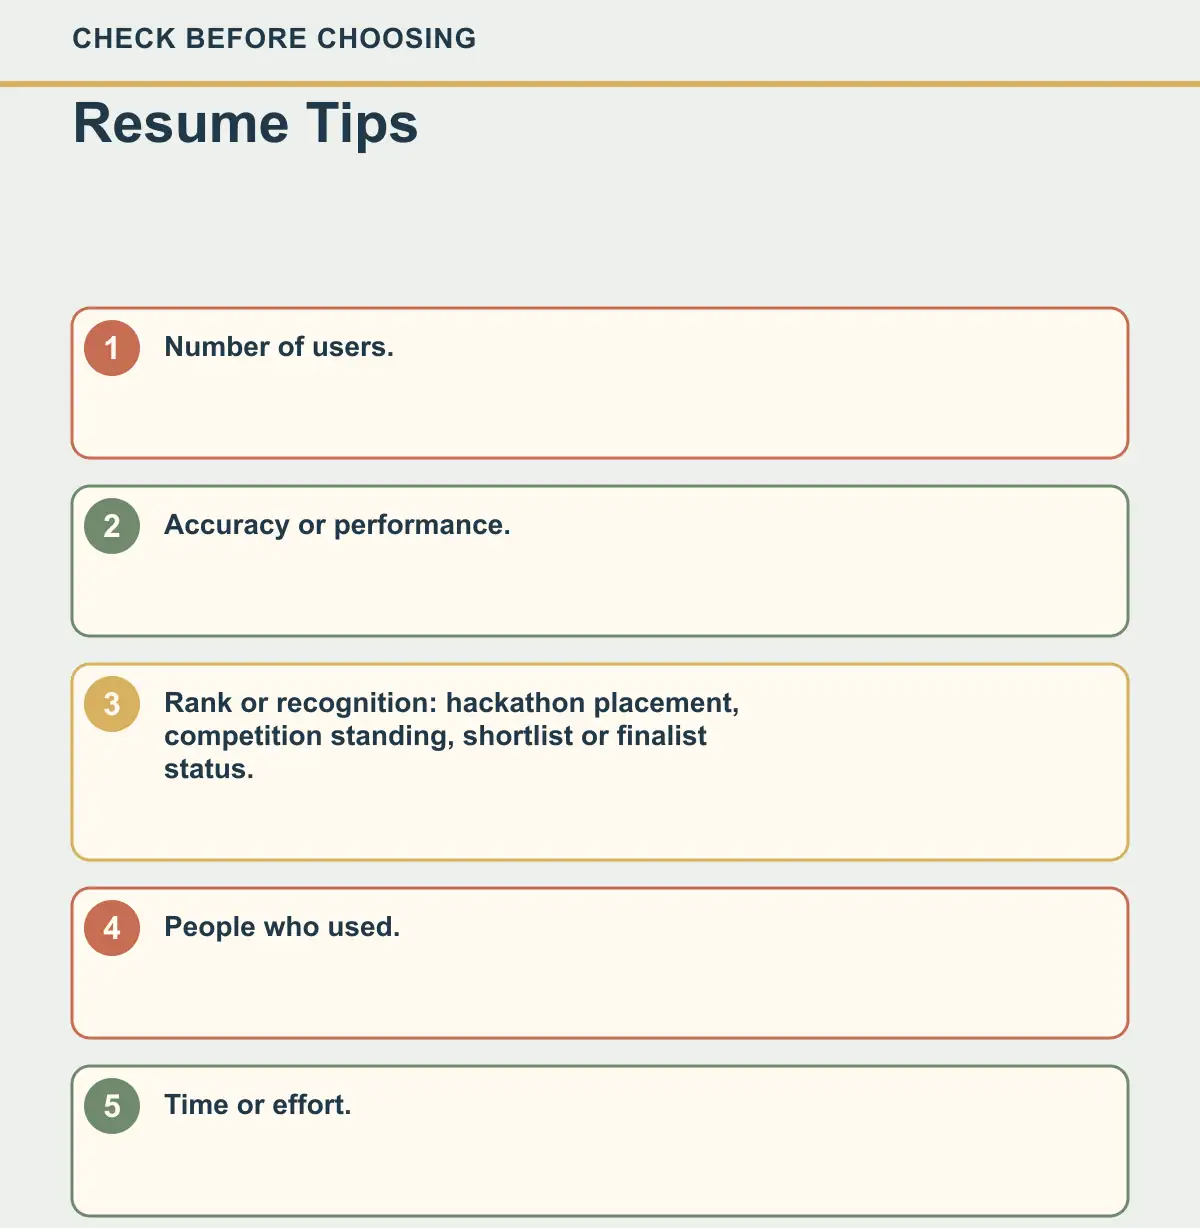 CHECK BEFORE CHOOSING
Resume Tips
1 Number of users.
2 Accuracy or performance.
3 Rank or recognition: hackathon placement,
competition standing, shortlist or finalist
status.
4 People who used.
5 Time or effort.